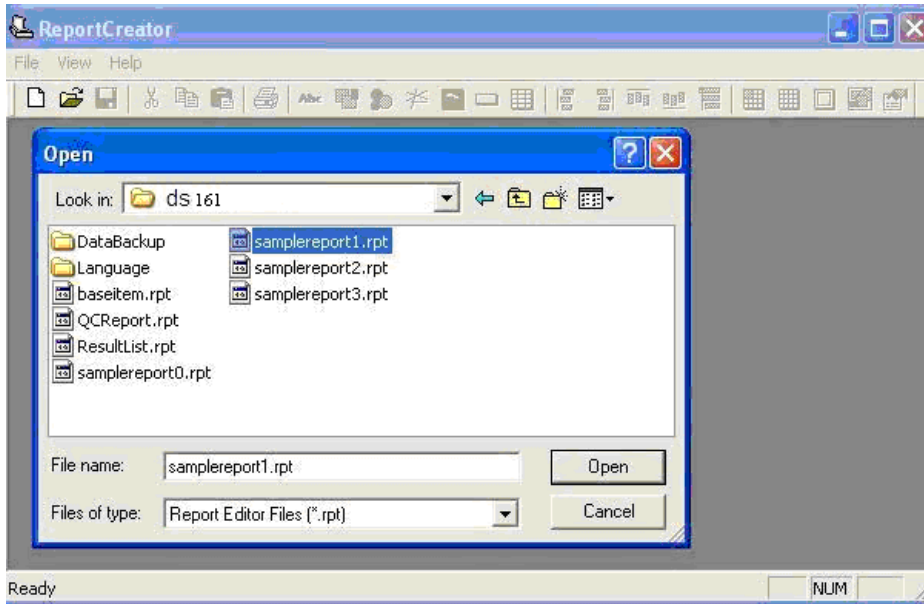 ReportCreator
File View Help
Abc
Open
Look in: ds 161
DataBackup
Language
baseitem.rpt
QCReport.rpt
ResultList.rpt
samplereport0.rpt
samplereport1.rpt
samplereport2.rpt
samplereport3.rpt
File name: samplereport1.rpt Open
Files of type: Report Editor Files (*.rpt) Cancel
Ready NUM